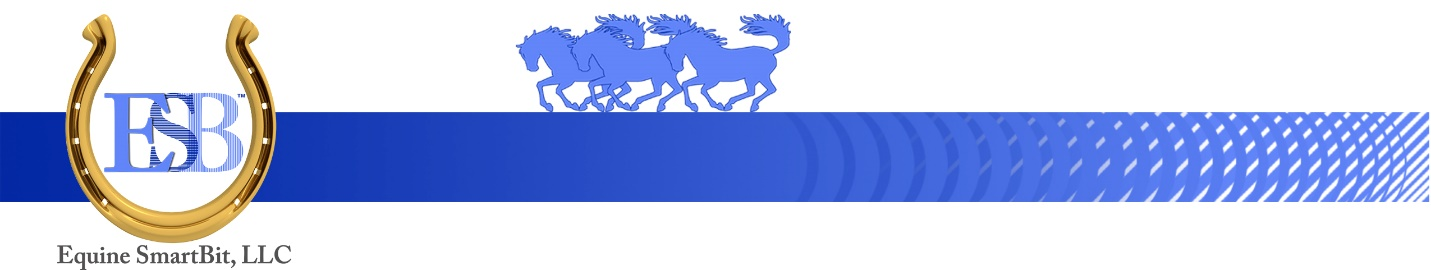 ESB™
Equine SmartBit, LLC